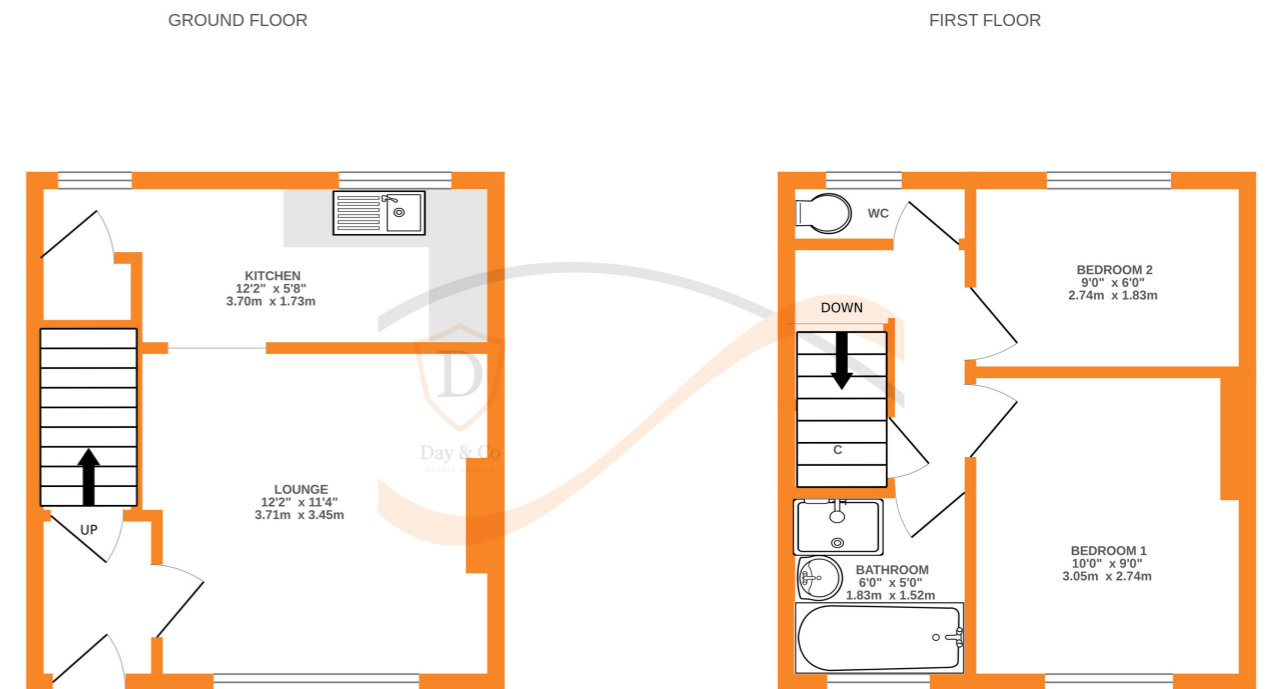 GROUND FLOOR
FIRST FLOOR
KITCHEN
12'2" x 5'8"
3.70m x 1.73m
UP
LOUNGE
12'2" x 11'4"
3.71m x 3.45m
D
Day & Co
WC
BEDROOM 2
9'0" x 6'0"
2.74m x 1.83m
DOWN
C
BATHROOM
6'0" x 5'0"
1.83m x 1.52m
BEDROOM 1
10'0" x 9'0"
3.05m x 2.74m